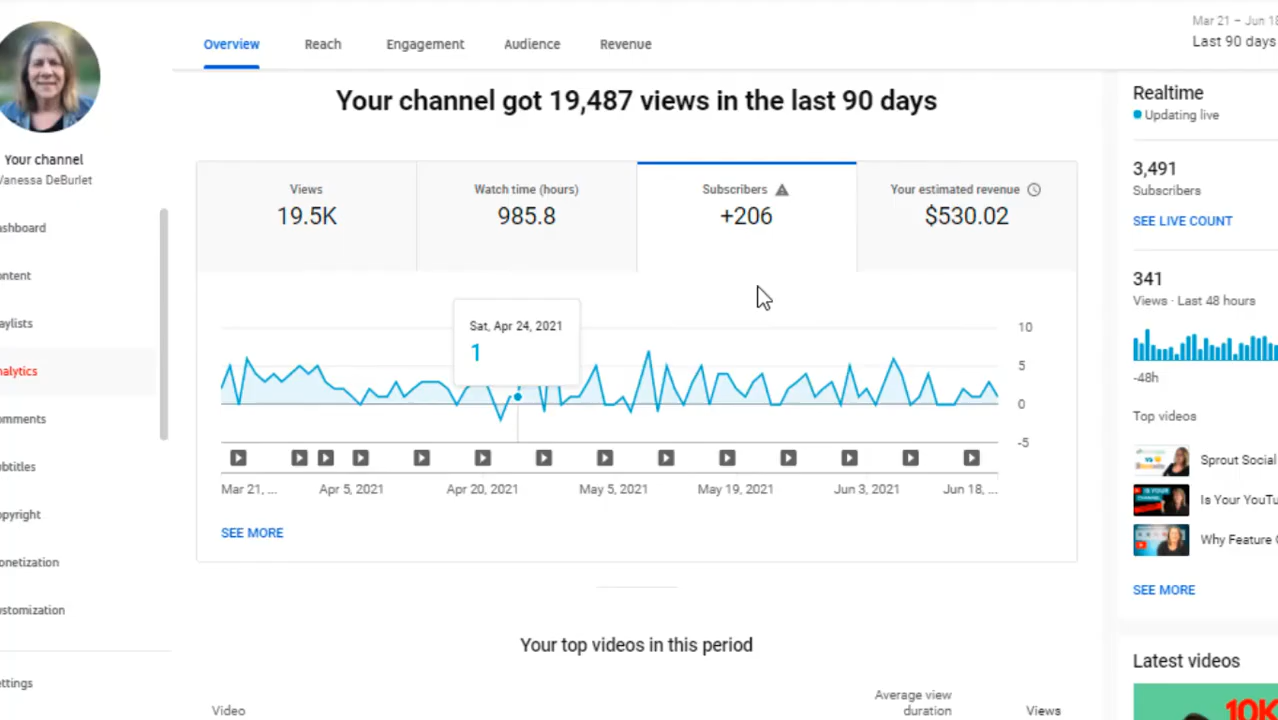 Overview
Reach
Engagement
Audience
Revenue
Mar 21 – Jun 18
Last 90 days
Your channel got 19,487 views in the last 90 days
Your channel
Vanessa DeBurlet
ashboard
ontent
aylists
nalytics
omments
btitles
opyright
onetization
ustomization
ettings
Views
19.5K
Watch time (hours)
985.8
Subscribers
+206
Your estimated revenue
$530.02
Sat, Apr 24, 2021
1
10
5
0
-5
Mar 21, ...
Apr 5, 2021
Apr 20, 2021
May 5, 2021
May 19, 2021
Jun 3, 2021
Jun 18, ...
SEE MORE
Your top videos in this period
Video
Average view
duration
Views
Realtime
Updating live
3,491
Subscribers
SEE LIVE COUNT
341
Views · Last 48 hours
-48h
Top videos
Sprout Social
Is Your YouTu
Why Feature C
SEE MORE
Latest videos
10K